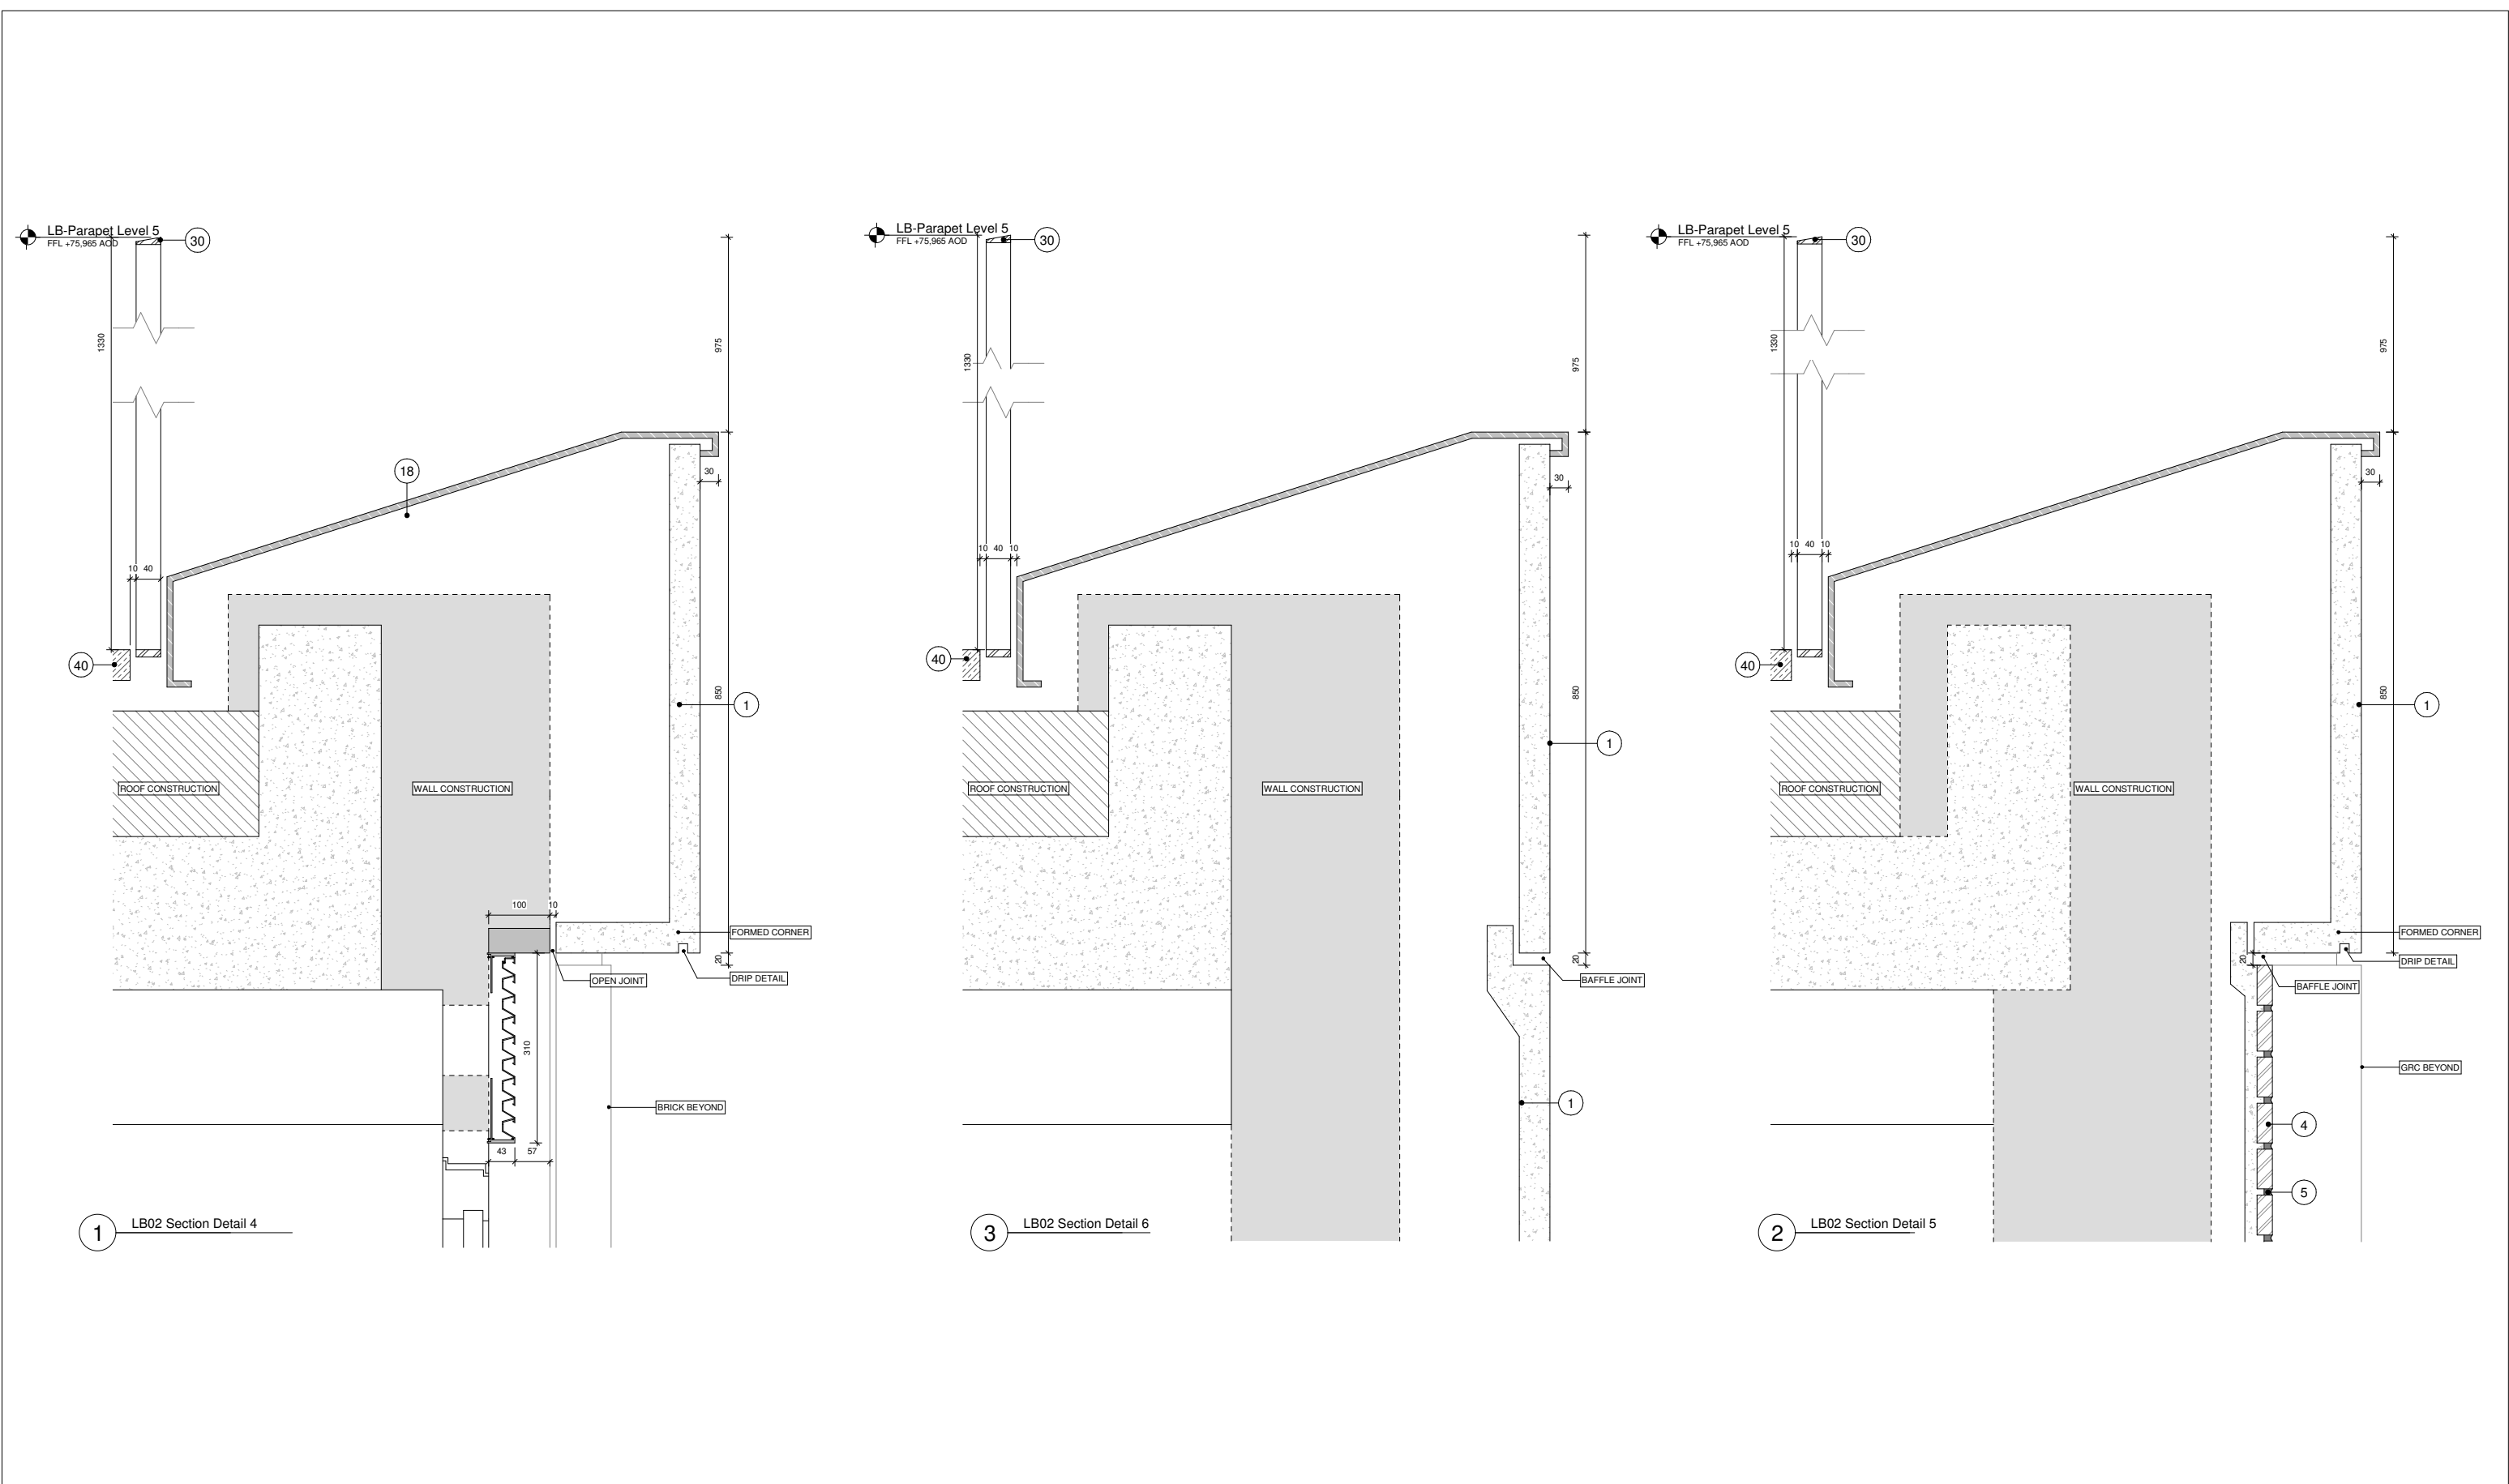 LB-Parapet Level 5
FFL +75,965 AOD
30
1330
975
18
30
10 40
40
850
1
ROOF CONSTRUCTION
WALL CONSTRUCTION
100 10
FORMED CORNER
20
OPEN JOINT
DRIP DETAIL
310
BRICK BEYOND
43 57
1 LB02 Section Detail 4
LB-Parapet Level 5
FFL +75,965 AOD
30
1330
975
30
10 40 10
40
850
1
ROOF CONSTRUCTION
WALL CONSTRUCTION
20
BAFFLE JOINT
1
3 LB02 Section Detail 6
LB-Parapet Level 5
FFL +75,965 AOD
30
1330
975
30
10 40 10
40
850
1
ROOF CONSTRUCTION
WALL CONSTRUCTION
FORMED CORNER
20
DRIP DETAIL
BAFFLE JOINT
GRC BEYOND
4
5
2 LB02 Section Detail 5